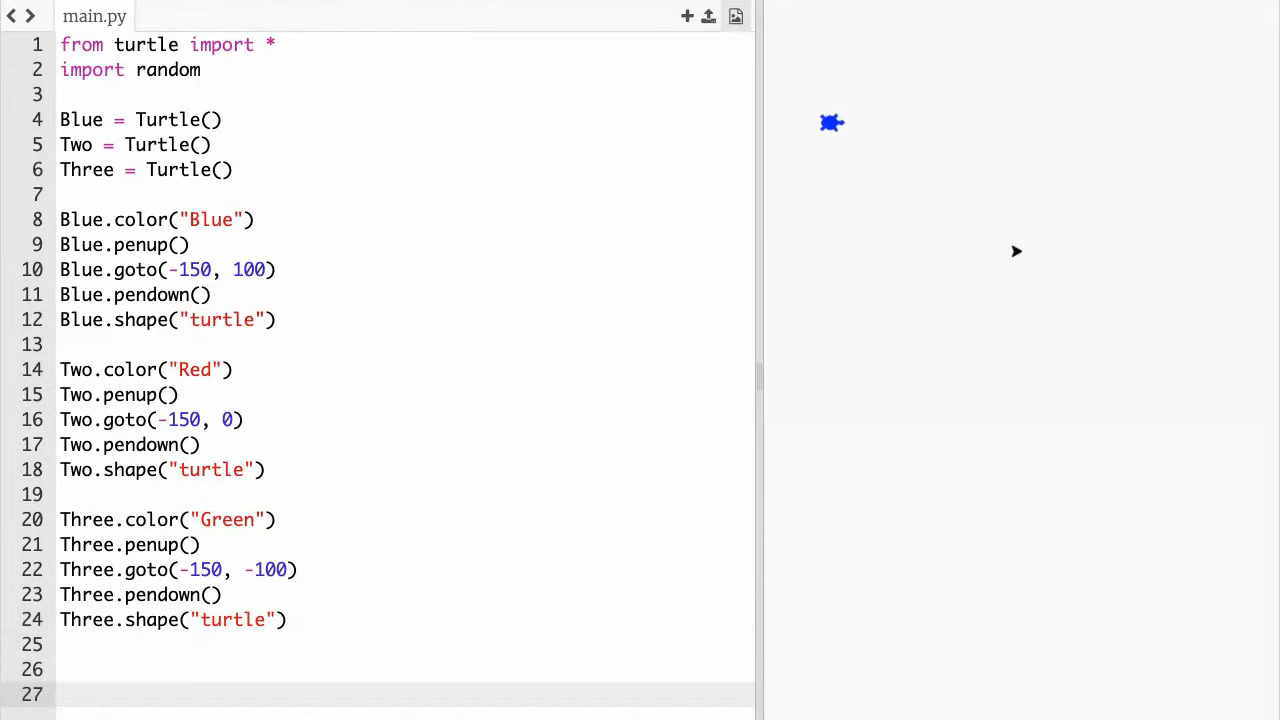 main.py
1 from turtle import *
2 import random
3
4 Blue = Turtle()
5 Two = Turtle()
6 Three = Turtle()
7
8 Blue.color("Blue")
9 Blue.penup()
10 Blue.goto(-150, 100)
11 Blue.pendown()
12 Blue.shape("turtle")
13
14 Two.color("Red")
15 Two.penup()
16 Two.goto(-150, 0)
17 Two.pendown()
18 Two.shape("turtle")
19
20 Three.color("Green")
21 Three.penup()
22 Three.goto(-150, -100)
23 Three.pendown()
24 Three.shape("turtle")
25
26
27